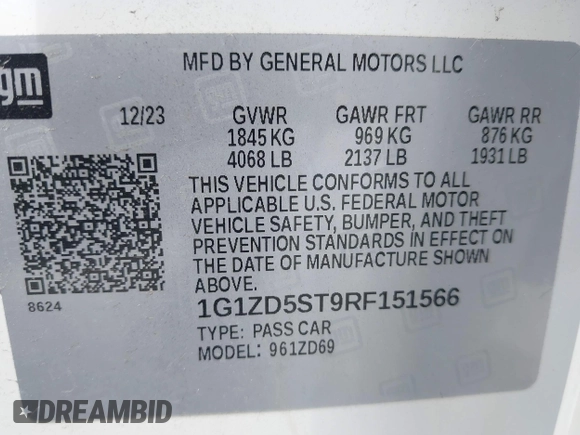 gm
MFD BY GENERAL MOTORS LLC
12/23 GVWR GAWR FRT GAWR RR
1845 KG 969 KG 876 KG
4068 LB 2137 LB 1931 LB
THIS VEHICLE CONFORMS TO ALL
APPLICABLE U.S. FEDERAL MOTOR
VEHICLE SAFETY, BUMPER, AND THEFT
PREVENTION STANDARDS IN EFFECT ON
THE DATE OF MANUFACTURE SHOWN
ABOVE.
8624
1G1ZD5ST9RF151566
TYPE: PASS CAR
MODEL: 961ZD69
DREAMBID